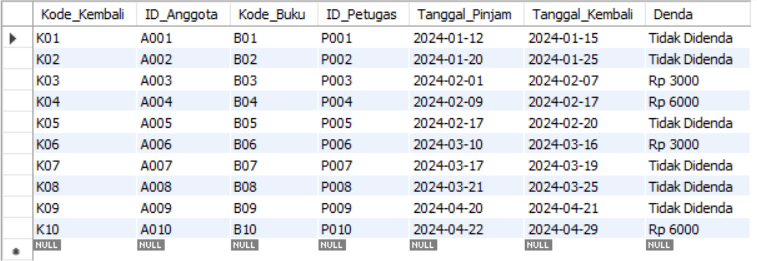 Kode_Kembali ID_Anggota Kode_Buku ID_Petugas Tanggal_Pinjam Tanggal_Kembali Denda
K01 A001 B01 P001 2024-01-12 2024-01-15 Tidak Didenda
K02 A002 B02 P002 2024-01-20 2024-01-25 Tidak Didenda
K03 A003 B03 P003 2024-02-01 2024-02-07 Rp 3000
K04 A004 B04 P004 2024-02-09 2024-02-17 Rp 6000
K05 A005 B05 P005 2024-02-17 2024-02-20 Tidak Didenda
K06 A006 B06 P006 2024-03-10 2024-03-16 Rp 3000
K07 A007 B07 P007 2024-03-17 2024-03-19 Tidak Didenda
K08 A008 B08 P008 2024-03-21 2024-03-25 Tidak Didenda
K09 A009 B09 P009 2024-04-20 2024-04-21 Tidak Didenda
K10 A010 B10 P010 2024-04-22 2024-04-29 Rp 6000
NULL NULL NULL NULL NULL NULL NULL